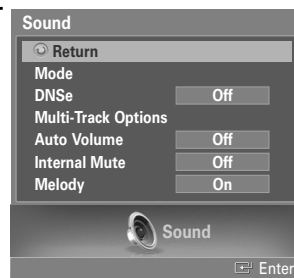 Sound
Return
Mode
DNSe Off
Multi-Track Options
Auto Volume Off
Internal Mute Off
Melody On
Sound
Enter